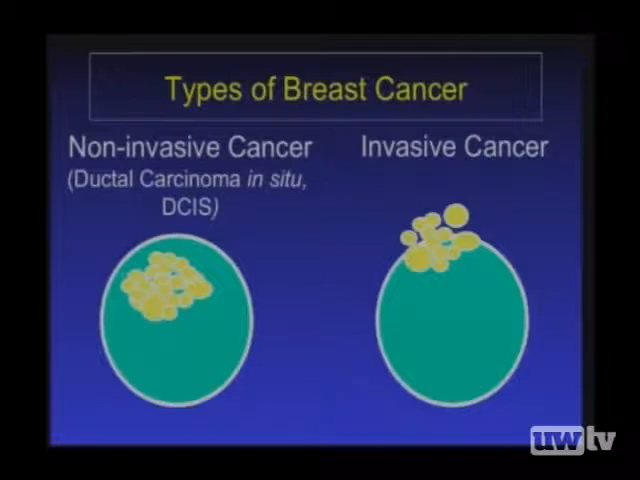 Types of Breast Cancer
Non-invasive Cancer
(Ductal Carcinoma in situ,
DCIS)
Invasive Cancer
uwtv